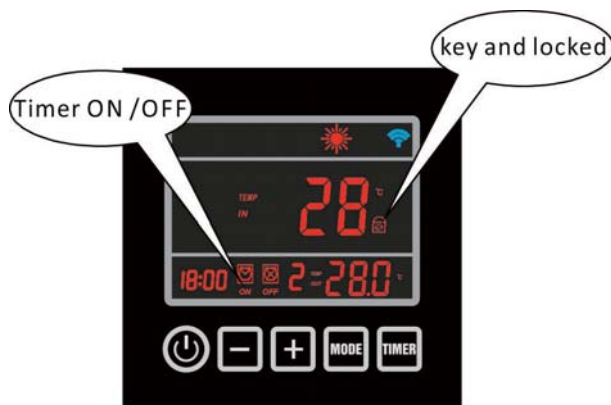 key and locked
Timer ON /OFF
TEMP
IN
28 °C
18:00 ON OFF 2 = 28.0 °C
MODE TIMER